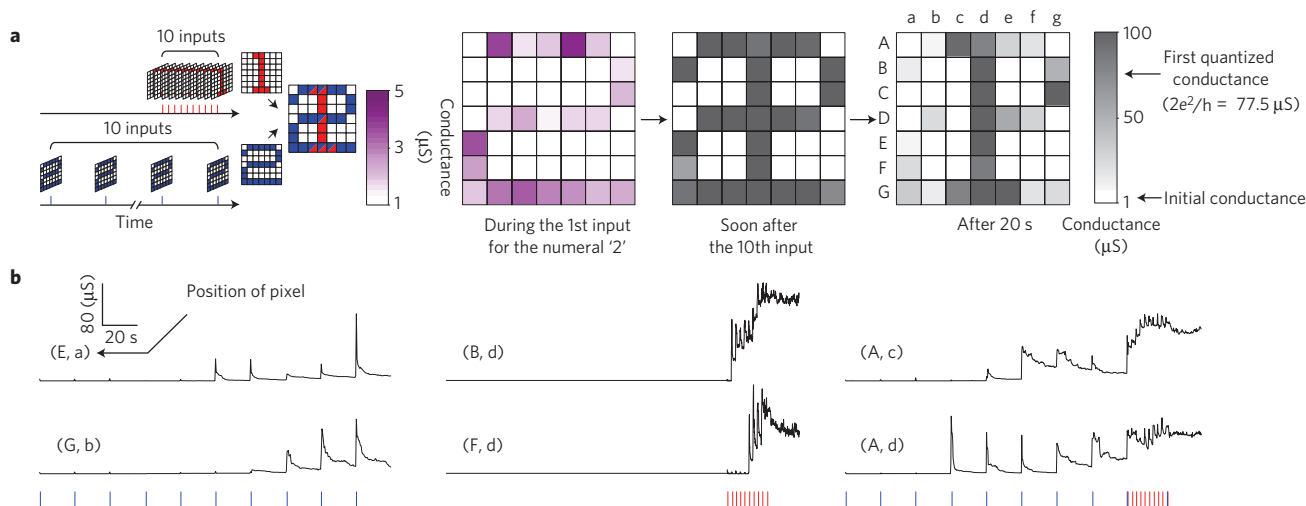 a
10 inputs
10 inputs
Time
5
3
1
(µS)
Conductance
During the 1st input
for the numeral ‘2’
Soon after
the 10th input
a b c d e f g
A
B
C
D
E
F
G
After 20 s
100
50
1
Conductance
(µS)
First quantized
conductance
(2e²/h = 77.5 µS)
Initial conductance
b
80 (µS)
20 s
Position of pixel
(E, a)
(B, d)
(A, c)
(G, b)
(F, d)
(A, d)